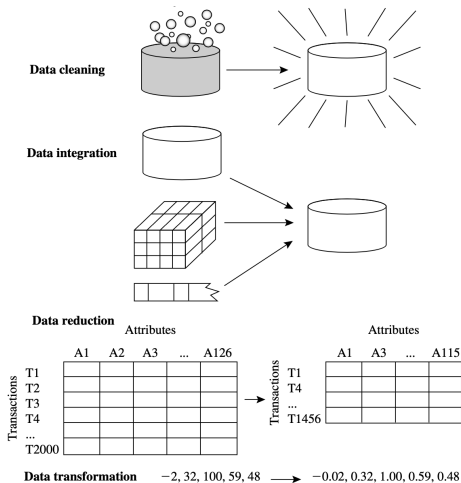 Data cleaning
Data integration
Data reduction
Attributes
A1 A2 A3 ... A126
Transactions
T1
T2
T3
T4
...
T2000
Attributes
A1 A3 ... A115
Transactions
T1
T4
...
T1456
Data transformation −2, 32, 100, 59, 48 −0.02, 0.32, 1.00, 0.59, 0.48